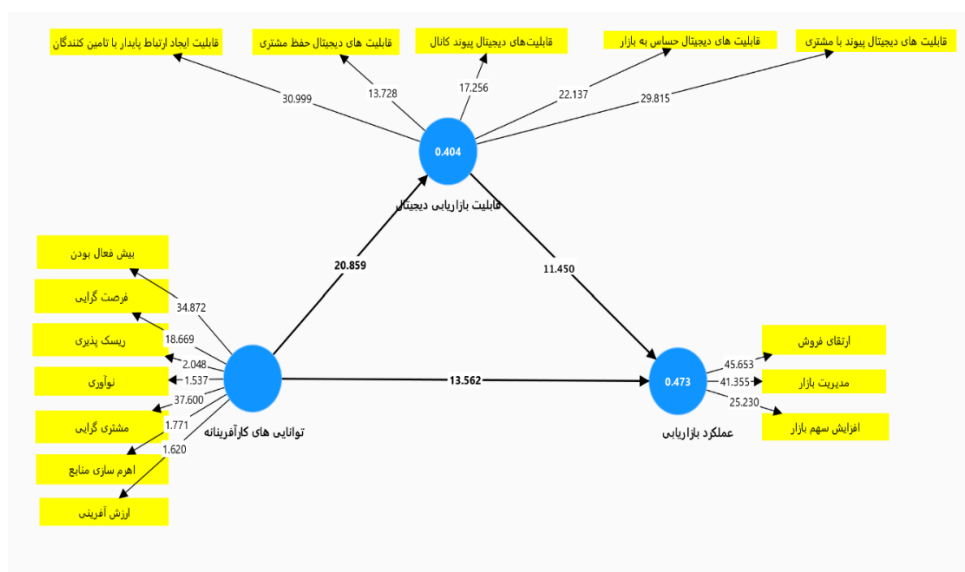 قابلیت ایجاد ارتباط پایدار با تامین کنندگان
قابلیت های دیجیتال حفظ مشتری
قابلیت‌های دیجیتال پیوند کانال
قابلیت های دیجیتال حساس به بازار
قابلیت های دیجیتال پیوند با مشتری
30.999
13.728
17.256
22.137
29.815
0.404
قابلیت بازاریابی دیجیتال
20.859
11.450
بیش فعال بودن
فرصت گرایی
ریسک پذیری
نوآوری
مشتری گرایی
اهرم سازی منابع
ارزش آفرینی
34.872
18.669
2.048
1.537
37.600
1.771
1.620
توانایی های کارآفرینانه
13.562
0.473
عملکرد بازاریابی
45.653
41.355
25.230
ارتقای فروش
مدیریت بازار
افزایش سهم بازار